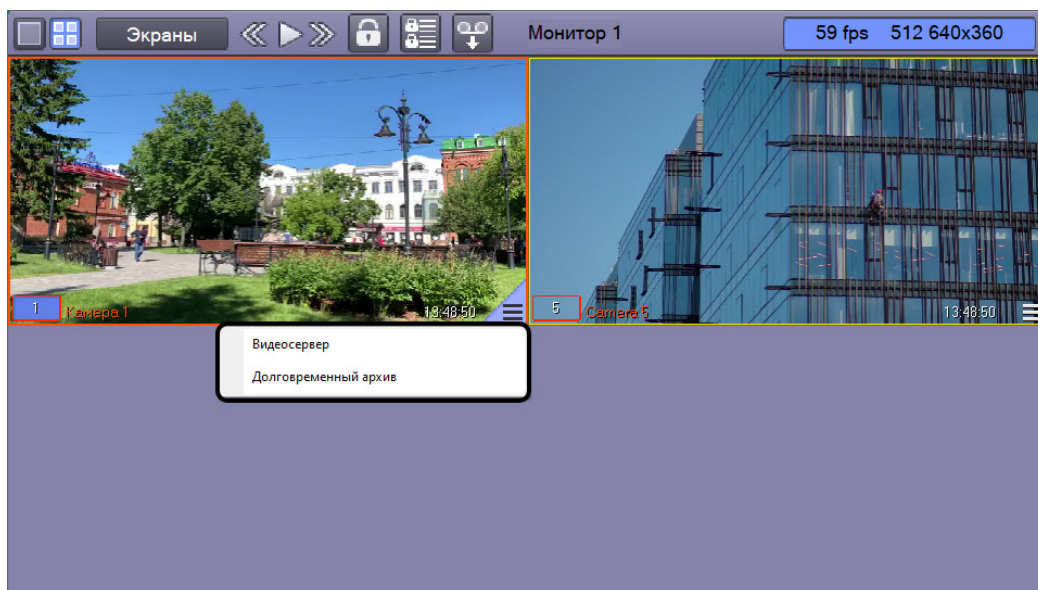 Экраны Монитор 1 59 fps 512 640x360
1 Камера 1 13:48:50 5 Camera 5 13:48:50
Видеосервер
Долговременный архив